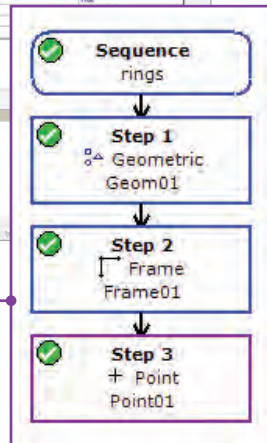 Sequence
rings
Step 1
Geometric
Geom01
Step 2
Frame
Frame01
Step 3
Point
Point01